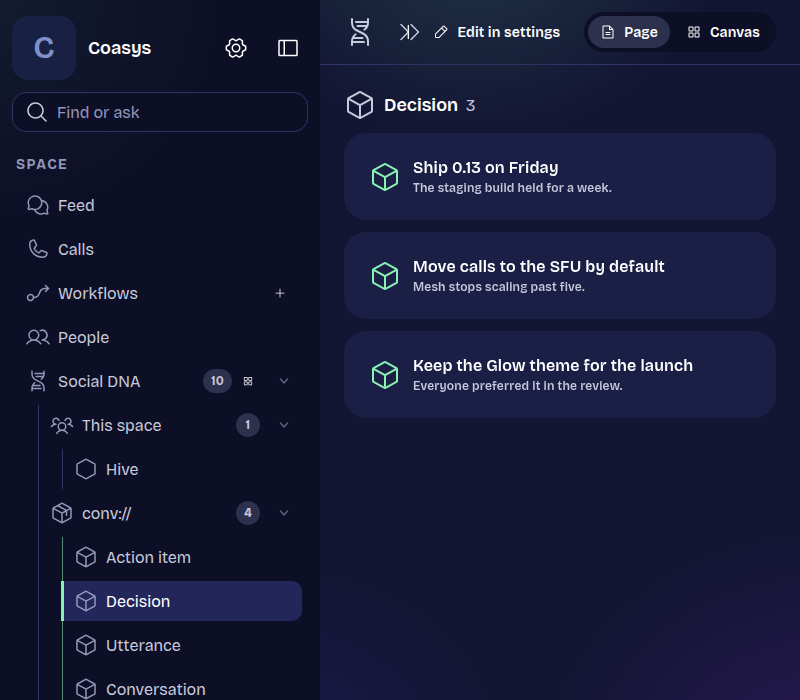 C
Coasys
Find or ask
SPACE
Feed
Calls
Workflows
People
Social DNA 10
This space 1
Hive
conv:// 4
Action item
Decision
Utterance
Conversation
Edit in settings
Page
Canvas
Decision 3
Ship 0.13 on Friday
The staging build held for a week.
Move calls to the SFU by default
Mesh stops scaling past five.
Keep the Glow theme for the launch
Everyone preferred it in the review.